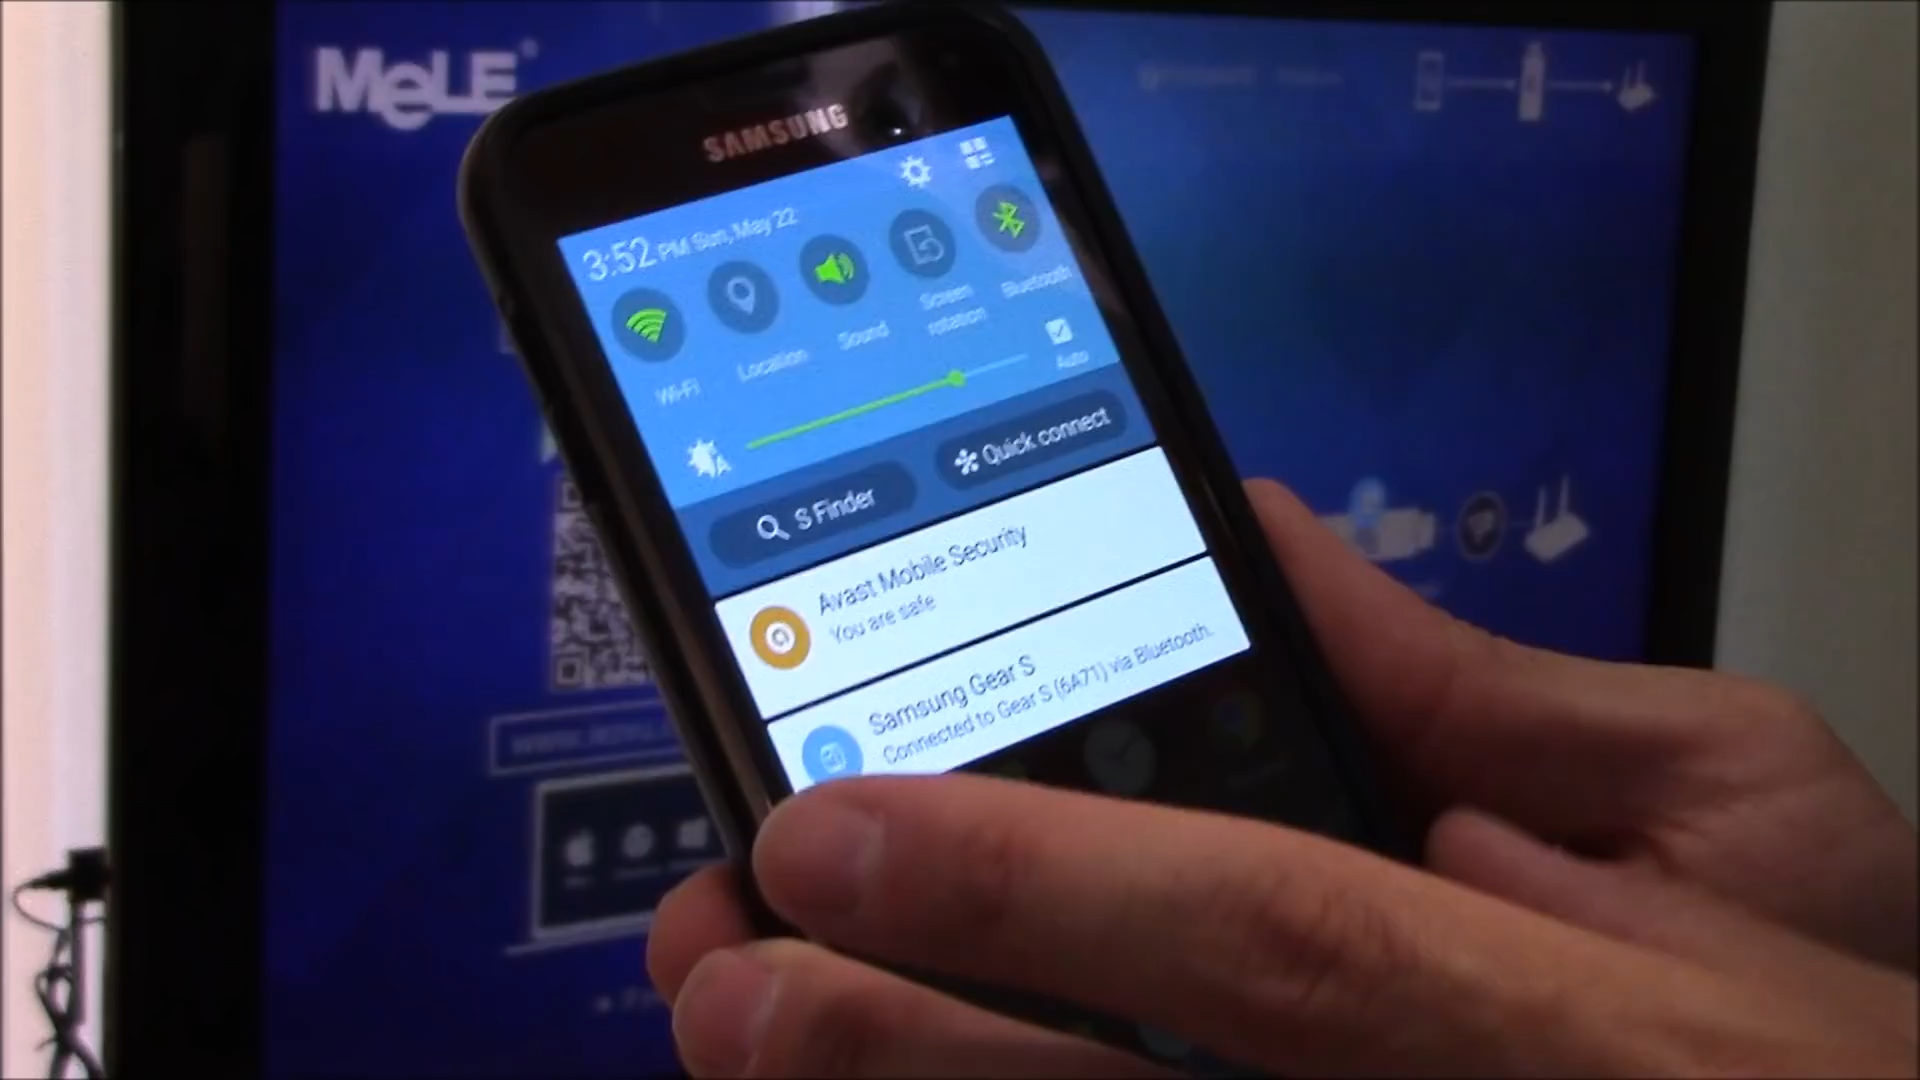 MeLE
SAMSUNG
3:52 PM Sun, May 22
Wi-Fi
Location
Sound
Screen rotation
Bluetooth
Auto
A
S Finder
Quick connect
Avast Mobile Security
You are safe
Samsung Gear S
Connected to Gear S (6A71) via Bluetooth.